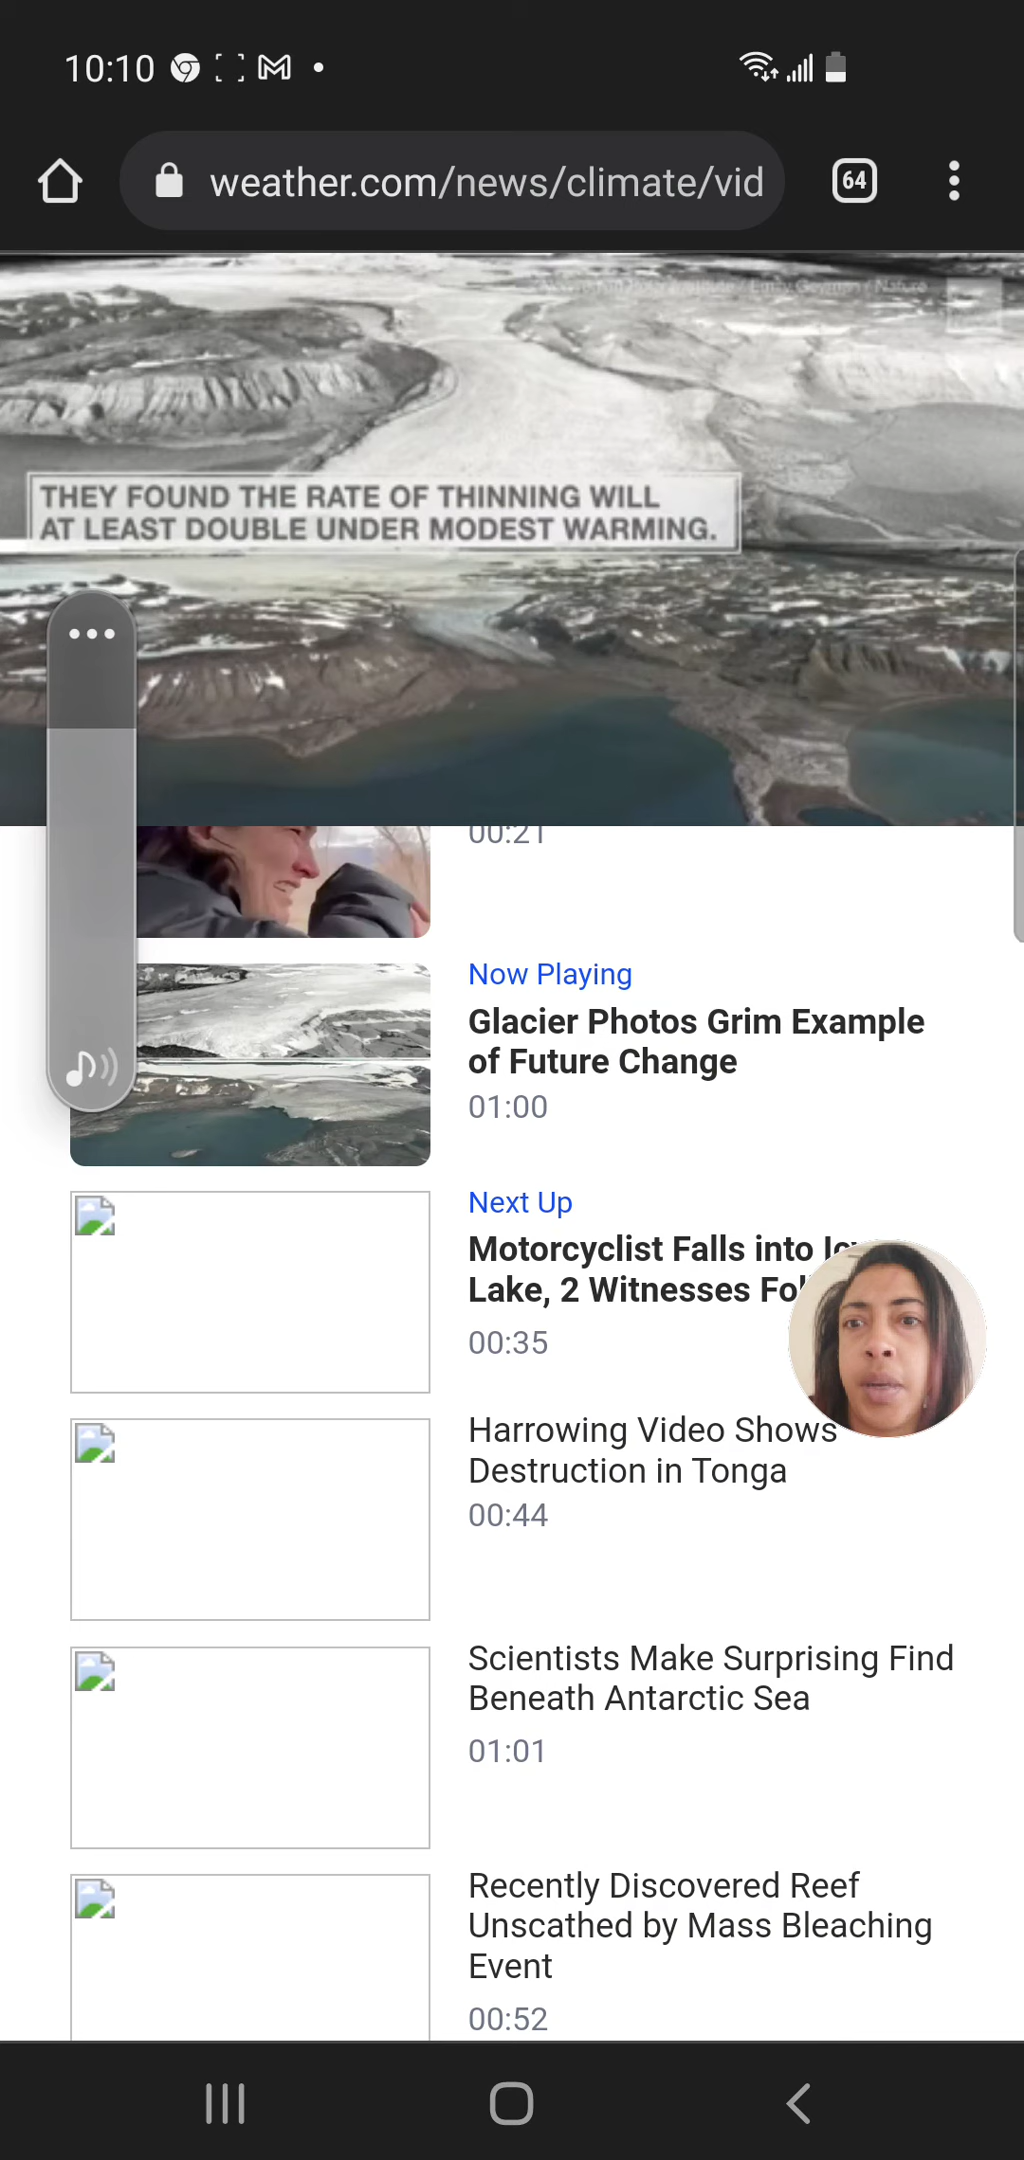 10:10
weather.com/news/climate/vid
64
/ Nature
THEY FOUND THE RATE OF THINNING WILL
AT LEAST DOUBLE UNDER MODEST WARMING.
00:21
Now Playing
Glacier Photos Grim Example
of Future Change
01:00
Next Up
Motorcyclist Falls into
Lake, 2 Witnesses
00:35
Harrowing Video Shows
Destruction in Tonga
00:44
Scientists Make Surprising Find
Beneath Antarctic Sea
01:01
Recently Discovered Reef
Unscathed by Mass Bleaching
Event
00:52